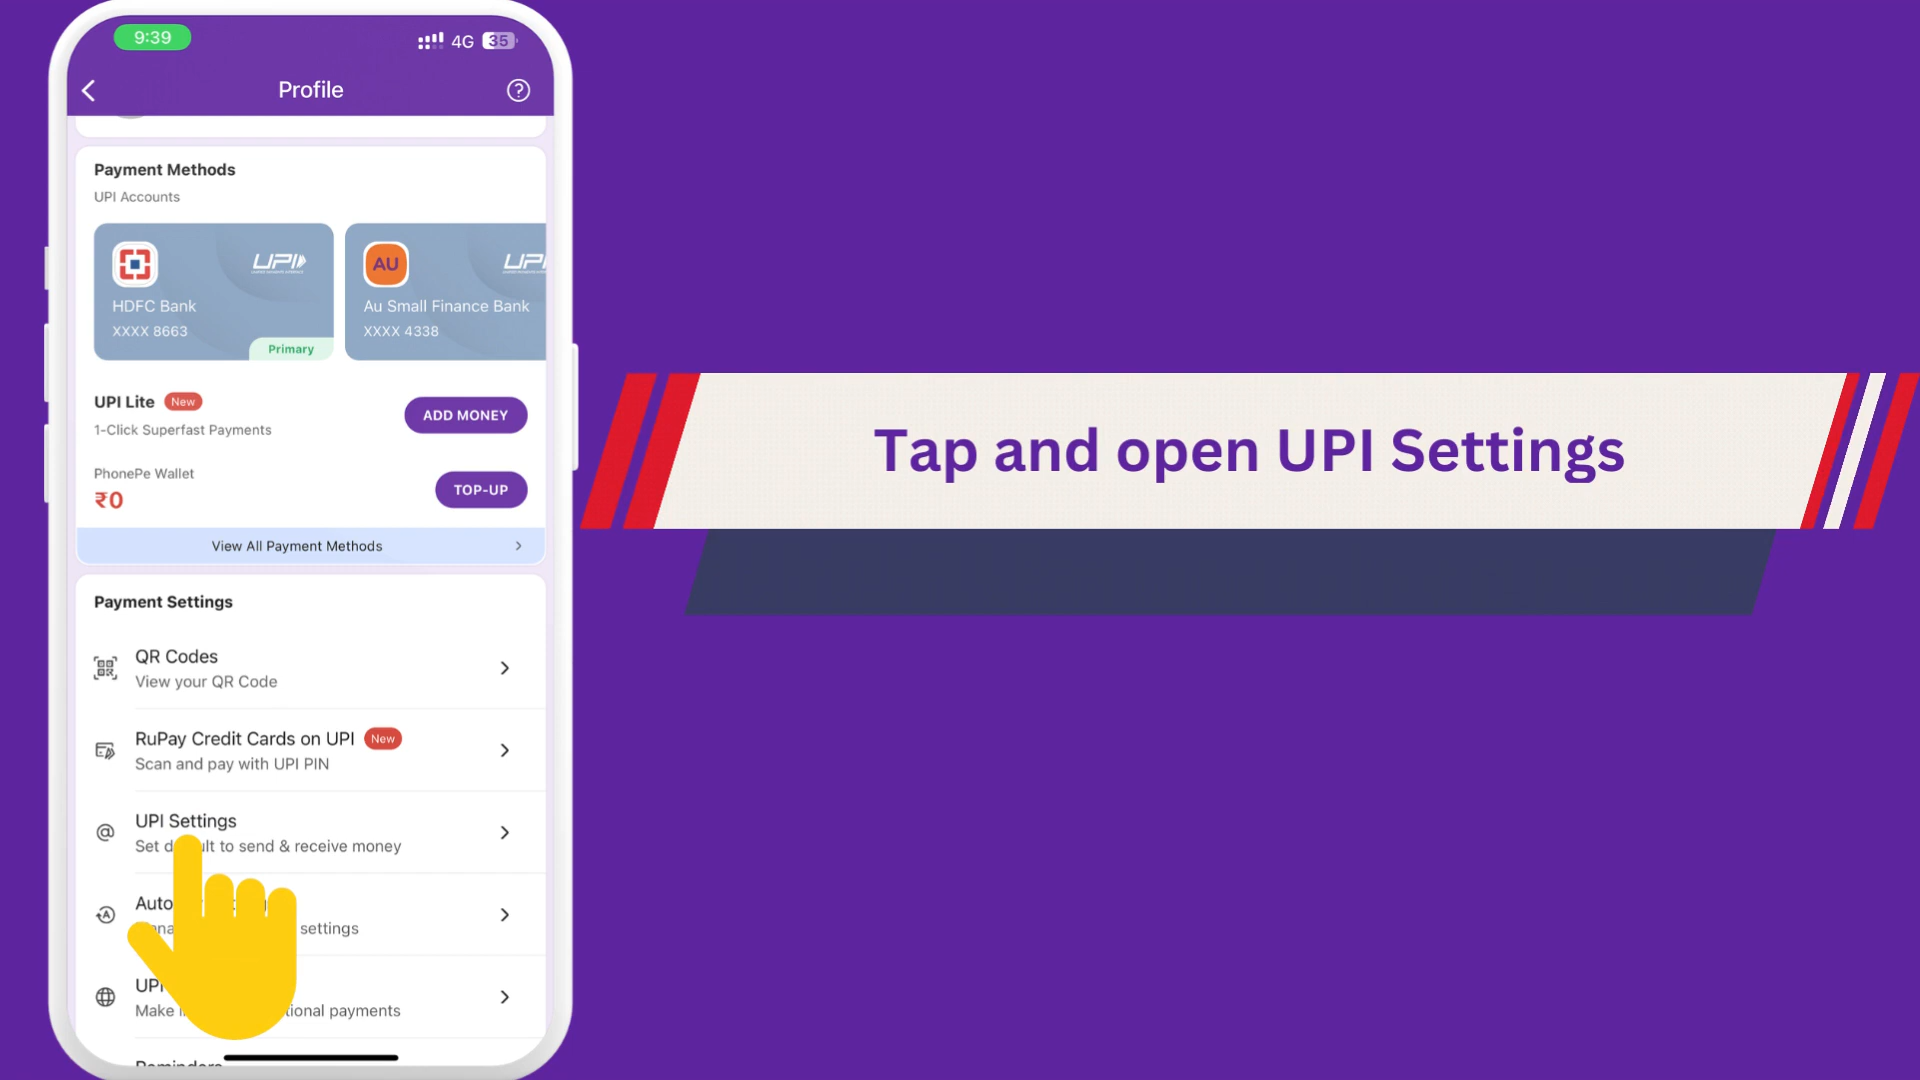 9:39
4G 35
Profile
?
Payment Methods
UPI Accounts
UPI
HDFC Bank
XXXX 8663
Primary
AU
UPI
Au Small Finance Bank
XXXX 4338
UPI Lite New
1-Click Superfast Payments
ADD MONEY
PhonePe Wallet
₹0
TOP-UP
View All Payment Methods
Payment Settings
QR Codes
View your QR Code
RuPay Credit Cards on UPI New
Scan and pay with UPI PIN
@ UPI Settings
Set to send & receive money
settings
UPI
Make payments
Reminders
Tap and open UPI Settings